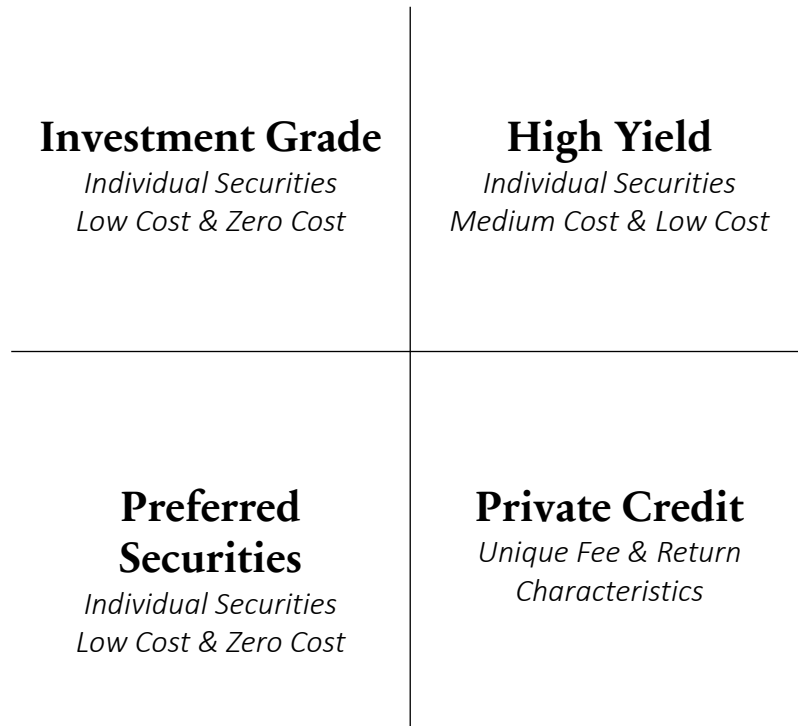 Investment Grade
Individual Securities
Low Cost & Zero Cost
High Yield
Individual Securities
Medium Cost & Low Cost
Preferred
Securities
Individual Securities
Low Cost & Zero Cost
Private Credit
Unique Fee & Return
Characteristics